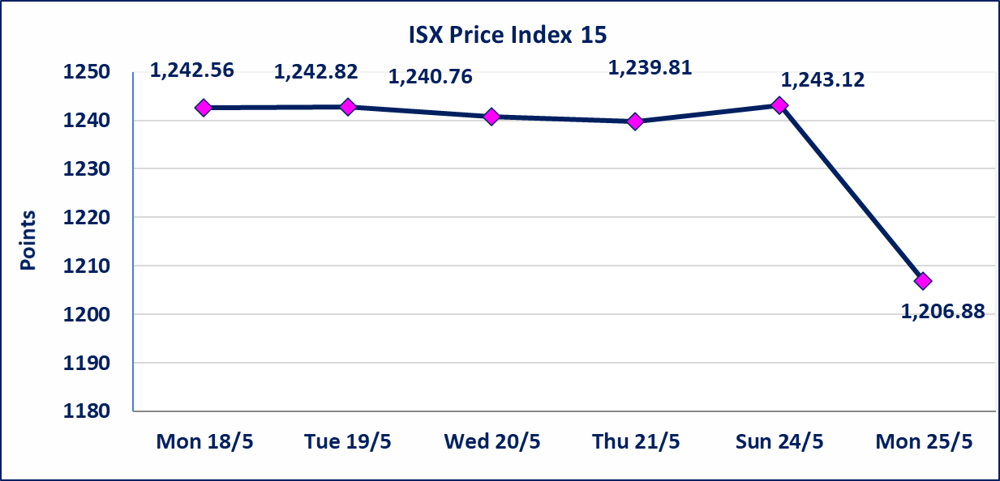 ISX Price Index 15
1,242.56
1,242.82
1,240.76
1,239.81
1,243.12
1,206.88
1250
1240
1230
1220
1210
1200
1190
1180
Points
Mon 18/5
Tue 19/5
Wed 20/5
Thu 21/5
Sun 24/5
Mon 25/5